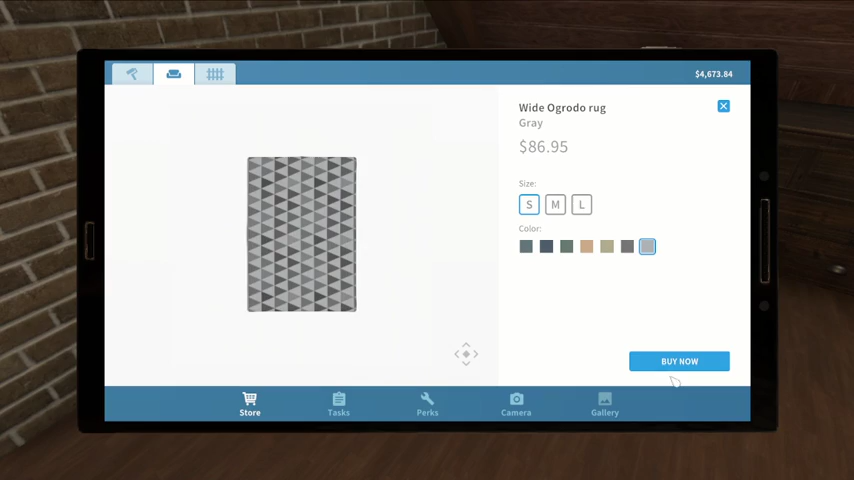 $4,673.84
Wide Ogrodo rug
Gray
$86.95
Size:
S M L
Color:
BUY NOW
Store Tasks Perks Camera Gallery